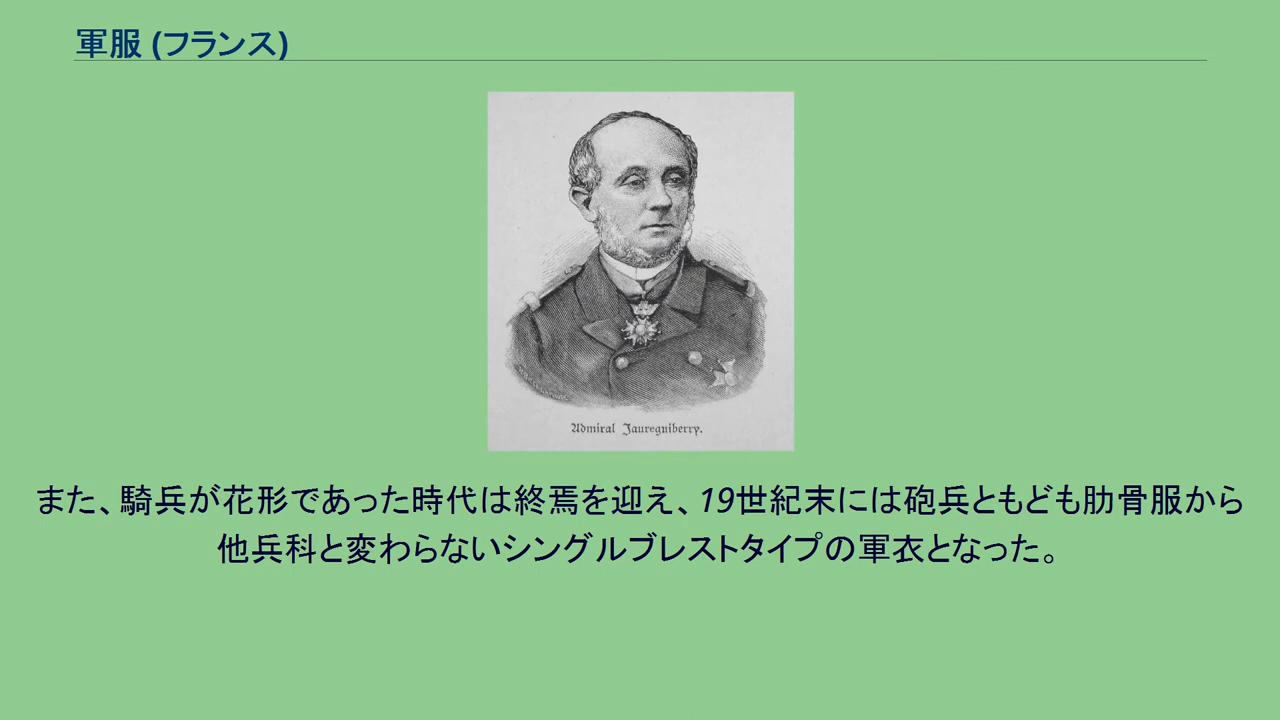 軍服 (フランス)
Admiral Jaureguiberry.
また、騎兵が花形であった時代は終焉を迎え、19世紀末には砲兵ともども肋骨服から
他兵科と変わらないシングルブレストタイプの軍衣となった。